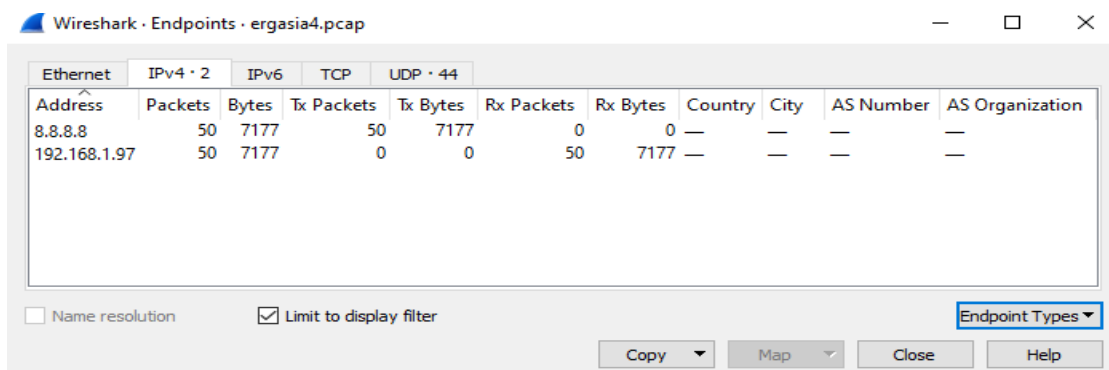 Wireshark · Endpoints · ergasia4.pcap
Ethernet IPv4 · 2 IPv6 TCP UDP · 44
Address Packets Bytes Tx Packets Tx Bytes Rx Packets Rx Bytes Country City AS Number AS Organization
8.8.8.8 50 7177 50 7177 0 0 — — — —
192.168.1.97 50 7177 0 0 50 7177 — — — —
Name resolution Limit to display filter Endpoint Types
Copy Map Close Help